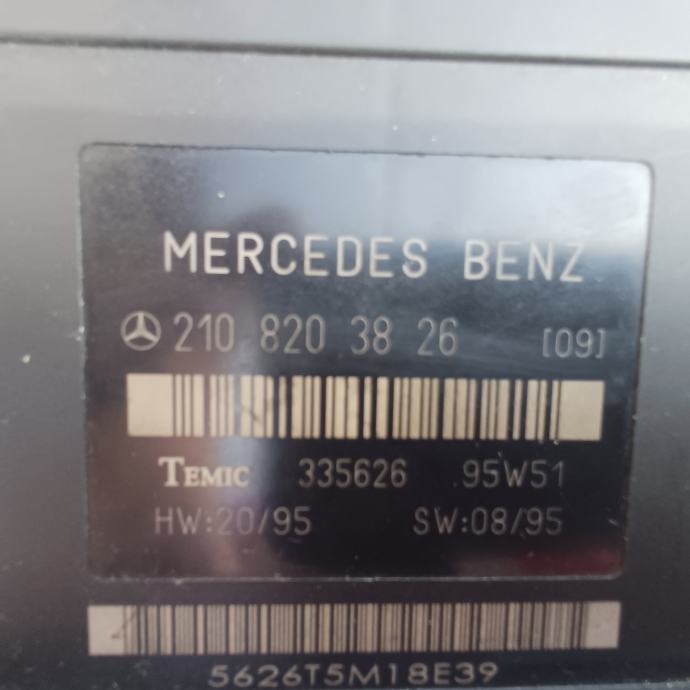 MERCEDES BENZ
210 820 38 26 [09]
TEMIC 335626 .95W51
HW:20/95 SW:08/95
5626T5M18E39